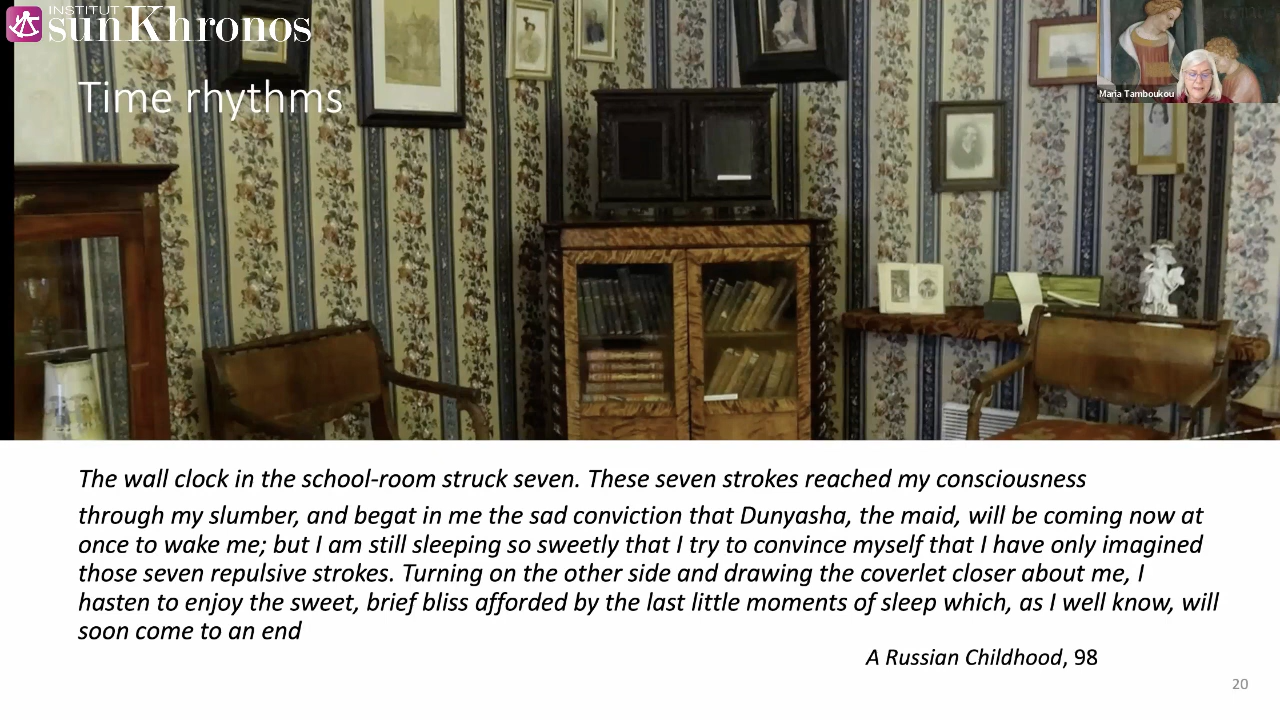 INSTITUT
sunKhronos
Time rhythms
Maria Tamboukou
The wall clock in the school-room struck seven. These seven strokes reached my consciousness
through my slumber, and begat in me the sad conviction that Dunyasha, the maid, will be coming now at
once to wake me; but I am still sleeping so sweetly that I try to convince myself that I have only imagined
those seven repulsive strokes. Turning on the other side and drawing the coverlet closer about me, I
hasten to enjoy the sweet, brief bliss afforded by the last little moments of sleep which, as I well know, will
soon come to an end
A Russian Childhood, 98
20